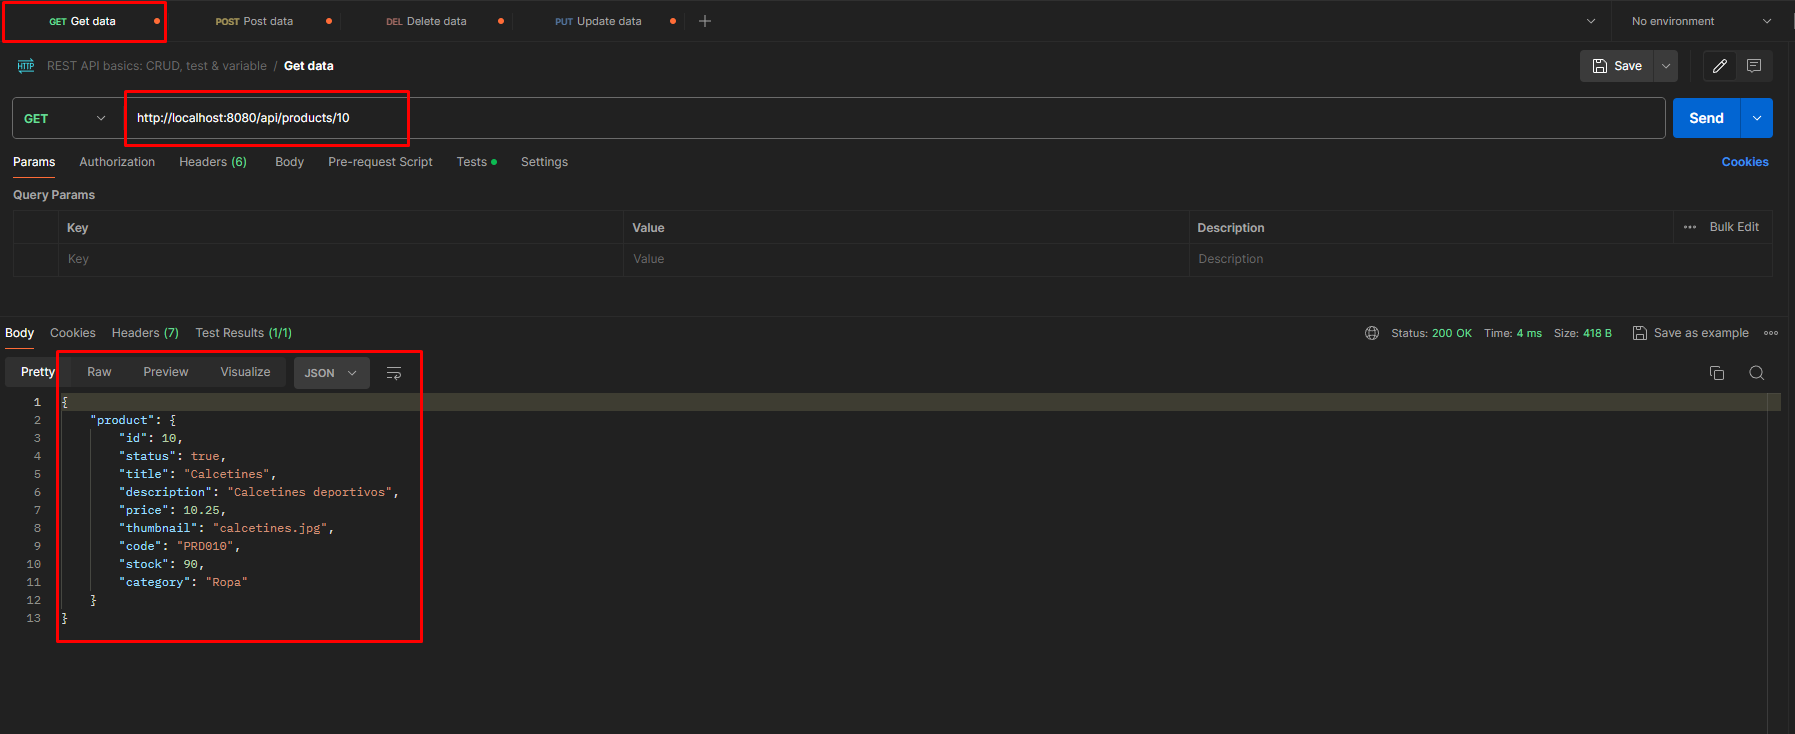 GET Get data
POST Post data
DEL Delete data
PUT Update data
No environment
HTTP REST API basics: CRUD, test & variable / Get data
Save
GET http://localhost:8080/api/products/10
Send
Params Authorization Headers (6) Body Pre-request Script Tests Settings
Cookies
Query Params
Key Value Description Bulk Edit
Key Value Description
Body Cookies Headers (7) Test Results (1/1)
Status: 200 OK Time: 4 ms Size: 418 B Save as example
Pretty Raw Preview Visualize JSON
1 {
2 "product": {
3 "id": 10,
4 "status": true,
5 "title": "Calcetines",
6 "description": "Calcetines deportivos",
7 "price": 10.25,
8 "thumbnail": "calcetines.jpg",
9 "code": "PRD010",
10 "stock": 90,
11 "category": "Ropa"
12 }
13 }